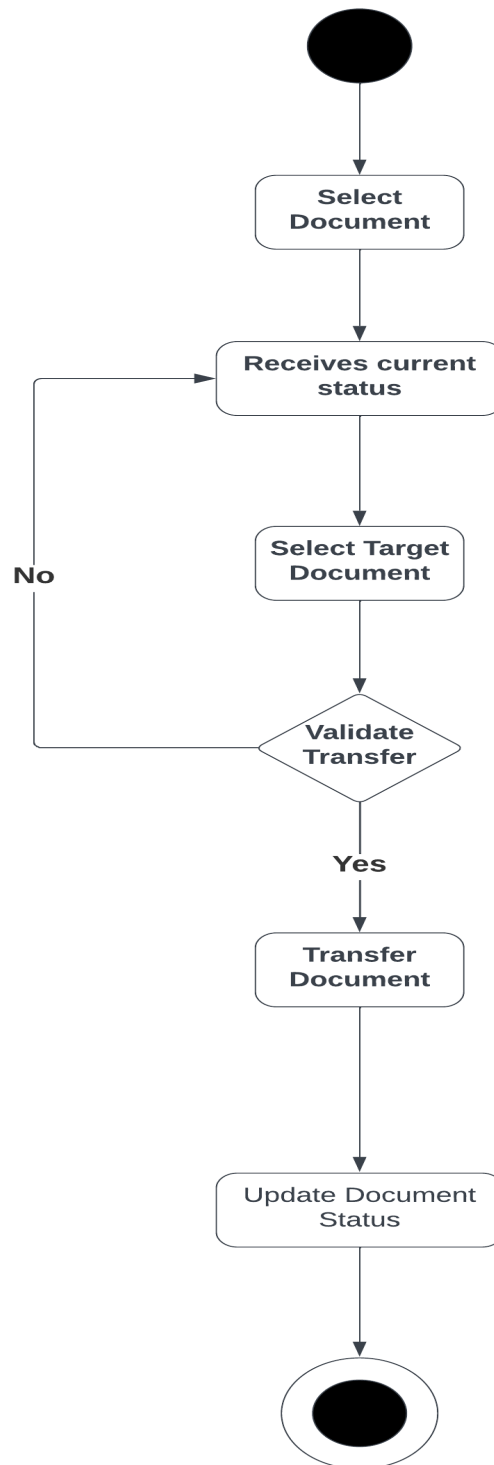 Select
Document
Receives current
status
Select Target
Document
No
Validate
Transfer
Yes
Transfer
Document
Update Document
Status